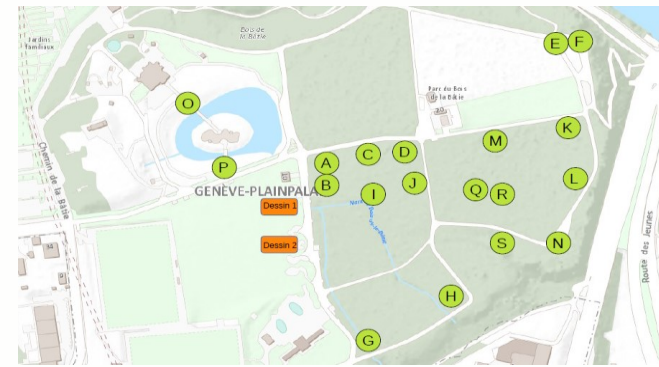 Jardins
familiaux
Bois de
la Bâtie
E
F
Parc du Bois
de la Bâtie
O
K
M
C
D
A
P
L
J
B
I
Q
R
GENÈVE-PLAINPALA
Dessin 1
Chemin de la Bâtie
Dessin 2
S
N
Route des Jeunes
H
G